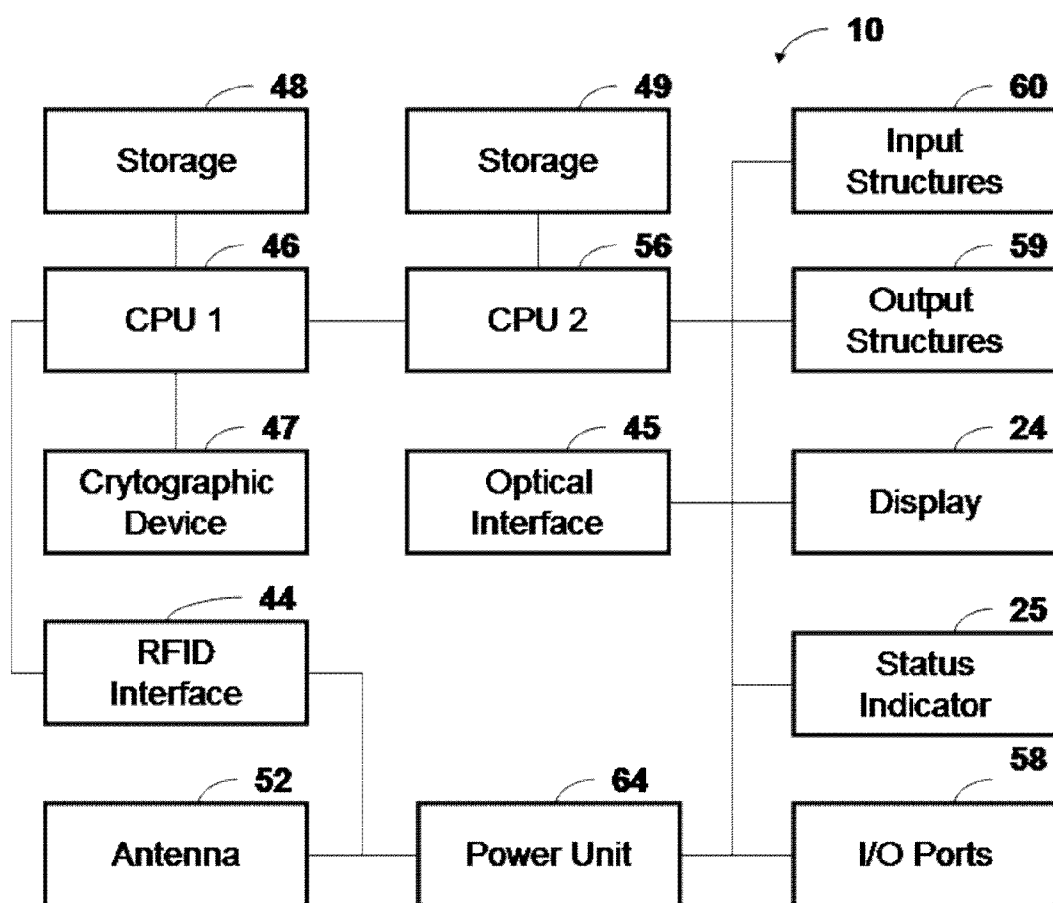 10
48
Storage
49
Storage
60
Input
Structures
46
CPU 1
56
CPU 2
59
Output
Structures
47
Crytographic
Device
45
Optical
Interface
24
Display
44
RFID
Interface
25
Status
Indicator
52
Antenna
64
Power Unit
58
I/O Ports